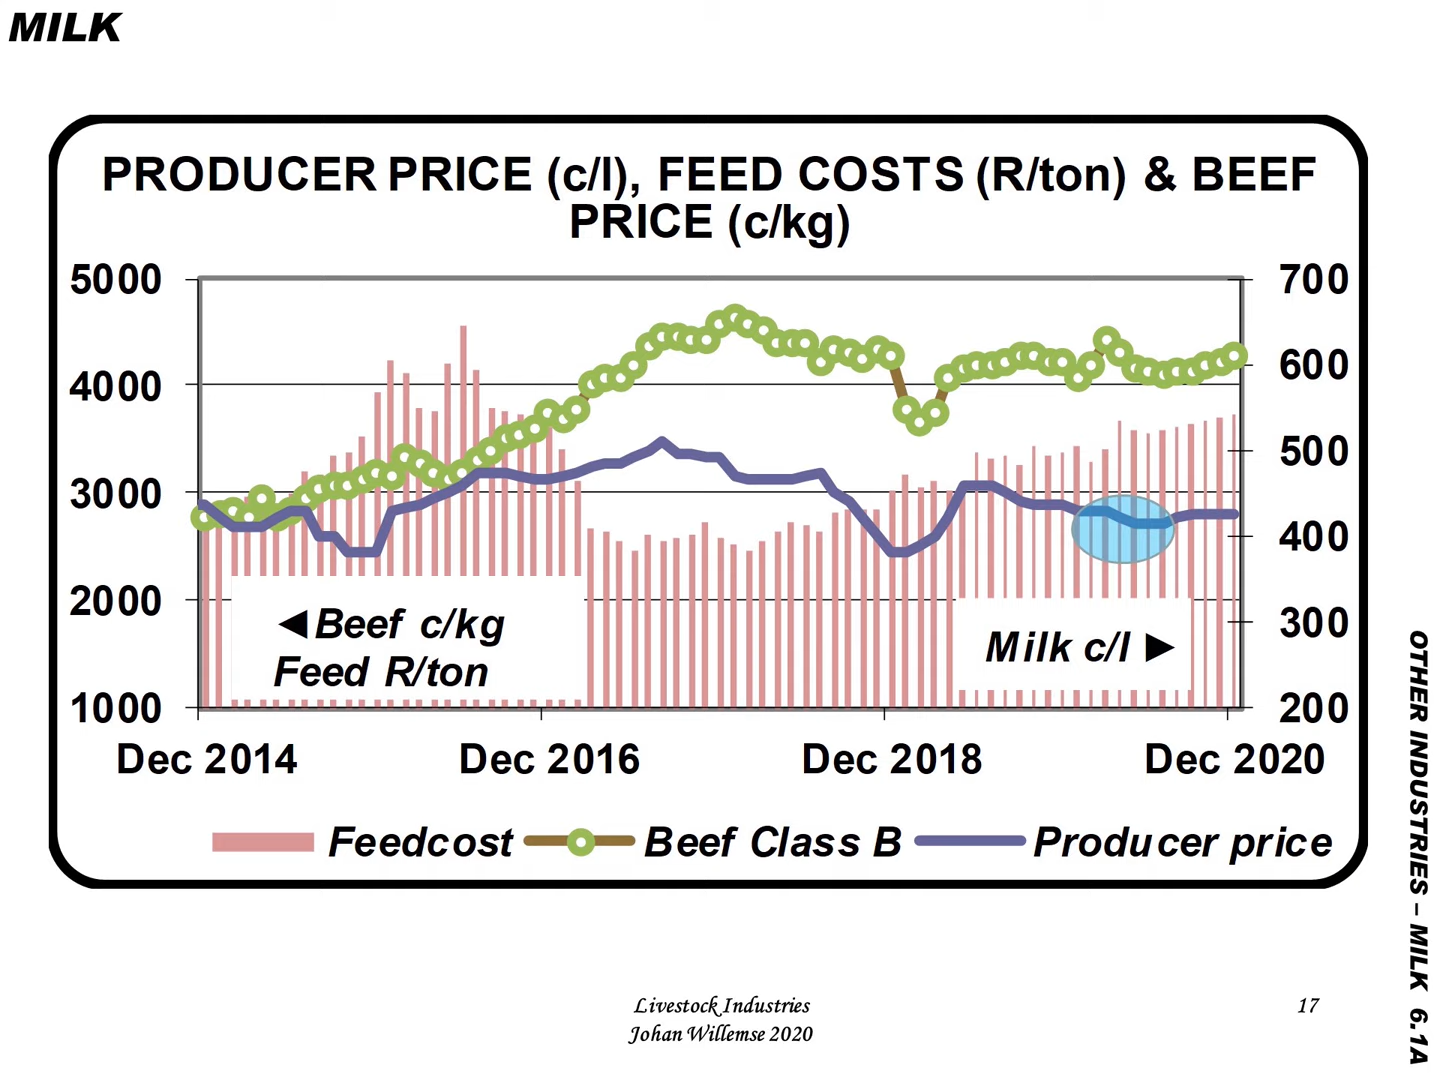 MILK
PRODUCER PRICE (c/l), FEED COSTS (R/ton) & BEEF
PRICE (c/kg)
5000
4000
3000
2000
1000
700
600
500
400
300
200
◄Beef c/kg
Feed R/ton
Milk c/l ►
Dec 2014 Dec 2016 Dec 2018 Dec 2020
Feedcost Beef Class B Producer price
OTHER INDUSTRIES – MILK 6.1A
Livestock Industries
Johan Willemse 2020
17